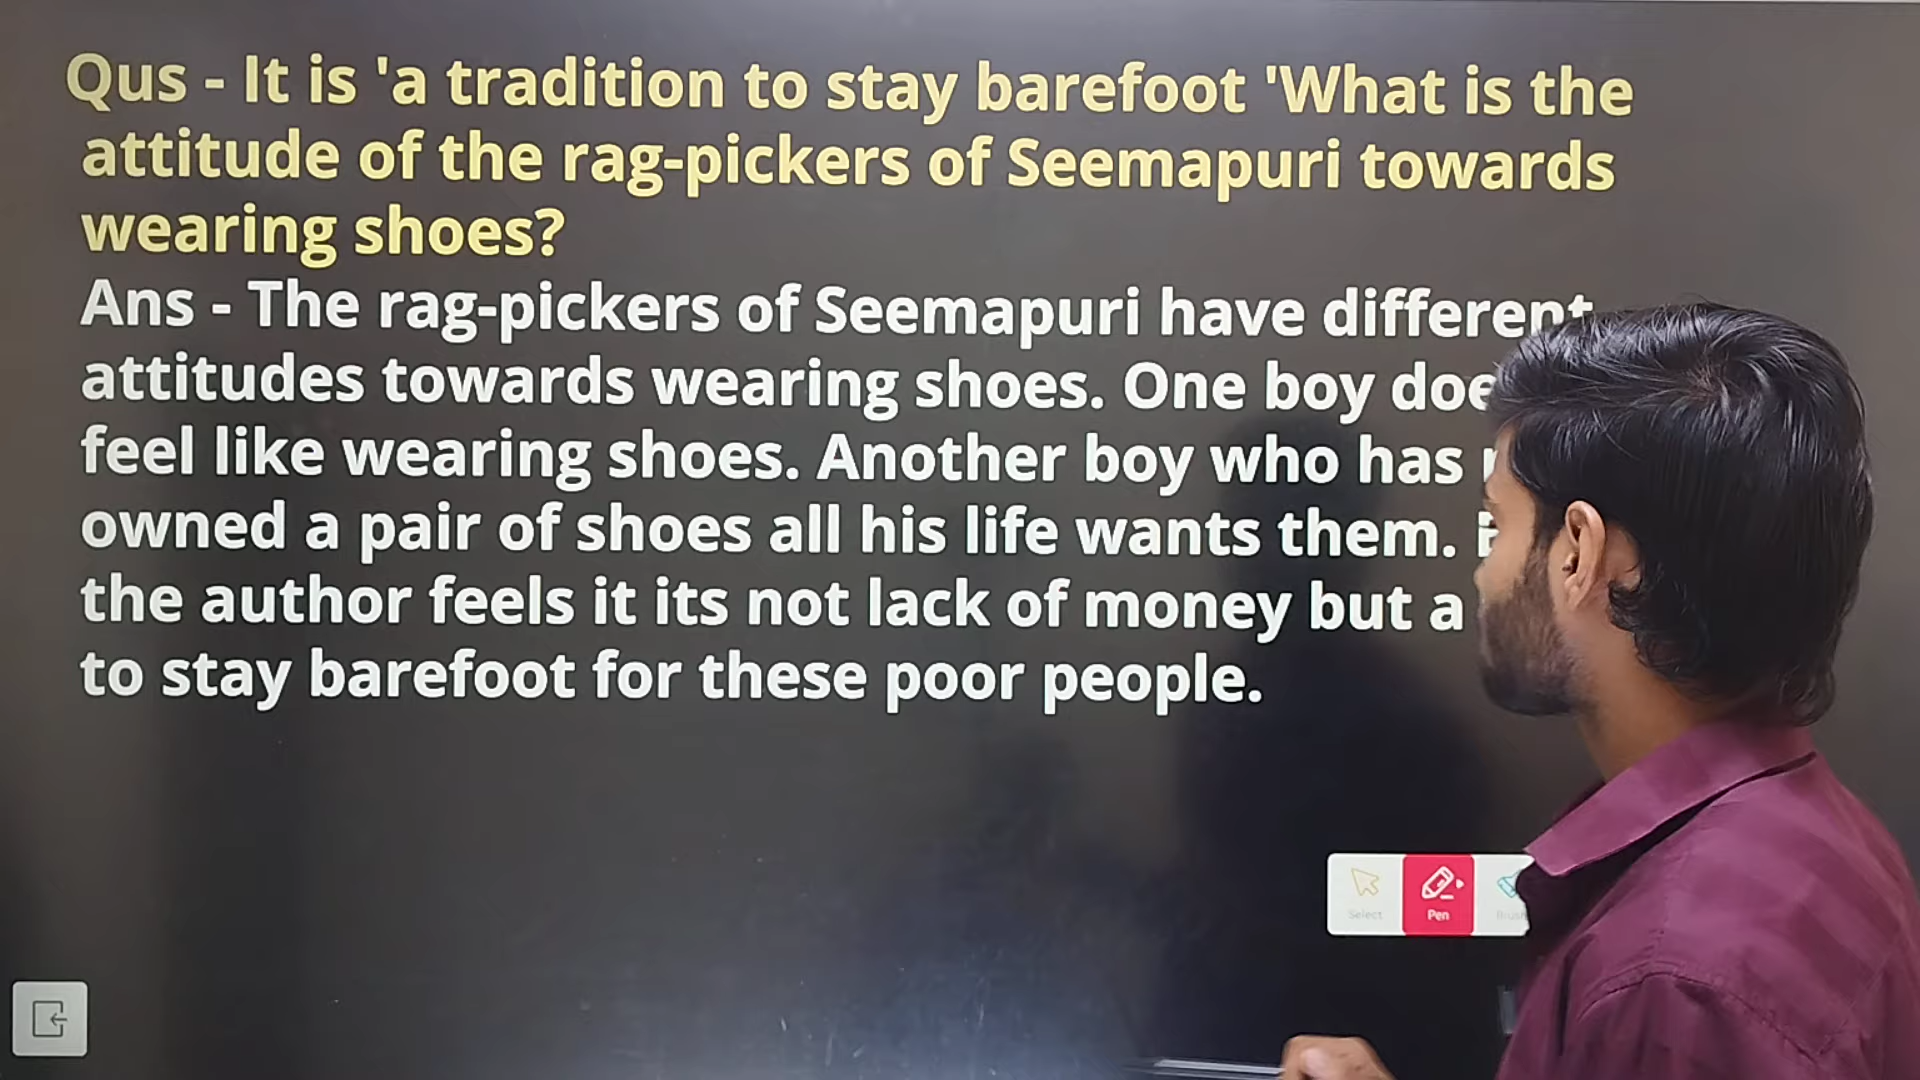 Qus - It is 'a tradition to stay barefoot 'What is the
attitude of the rag-pickers of Seemapuri towards
wearing shoes?
Ans - The rag-pickers of Seemapuri have different
attitudes towards wearing shoes. One boy
feel like wearing shoes. Another boy who has
owned a pair of shoes all his life wants them.
the author feels it its not lack of money but a
to stay barefoot for these poor people.
Select
Pen
Brush